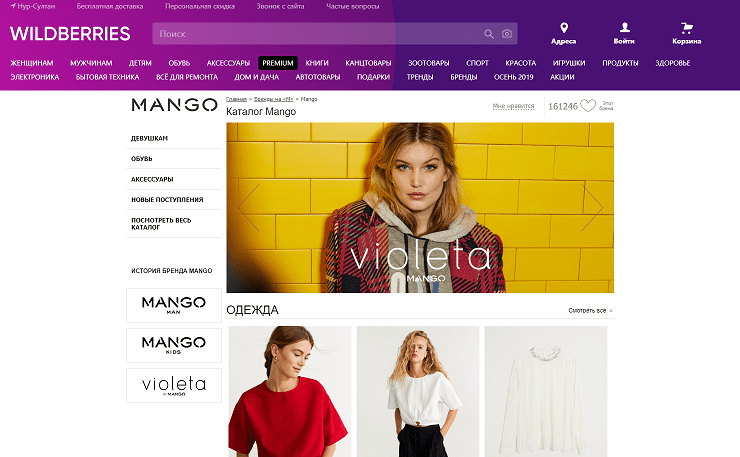 Нур-Султан Бесплатная доставка Персональная скидка Звонок с сайта Частые вопросы
WILDBERRIES
Поиск
Адреса Войти Корзина
ЖЕНЩИНАМ МУЖЧИНАМ ДЕТЯМ ОБУВЬ АКСЕССУАРЫ PREMIUM КНИГИ КАНЦТОВАРЫ ЗООТОВАРЫ СПОРТ КРАСОТА ИГРУШКИ ПРОДУКТЫ ЗДОРОВЬЕ
ЭЛЕКТРОНИКА БЫТОВАЯ ТЕХНИКА ВСЁ ДЛЯ РЕМОНТА ДОМ И ДАЧА АВТОТОВАРЫ ПОДАРКИ ТРЕНДЫ БРЕНДЫ ОСЕНЬ 2019 АКЦИИ
MANGO
Главная » Бренды на «M» » Mango
Каталог Mango
Мне нравится 161246 Этот бренд
ДЕВУШКАМ
ОБУВЬ
АКСЕССУАРЫ
НОВЫЕ ПОСТУПЛЕНИЯ
ПОСМОТРЕТЬ ВЕСЬ
КАТАЛОГ
ИСТОРИЯ БРЕНДА MANGO
MANGO
MAN
MANGO
KIDS
violeta
BY MANGO
violeta
MANGO
ОДЕЖДА
Смотреть все »